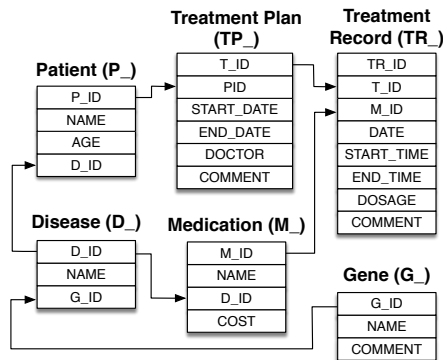 Patient (P_)
P_ID
NAME
AGE
D_ID
Treatment Plan
(TP_)
T_ID
PID
START_DATE
END_DATE
DOCTOR
COMMENT
Treatment
Record (TR_)
TR_ID
T_ID
M_ID
DATE
START_TIME
END_TIME
DOSAGE
COMMENT
Disease (D_)
D_ID
NAME
G_ID
Medication (M_)
M_ID
NAME
D_ID
COST
Gene (G_)
G_ID
NAME
COMMENT